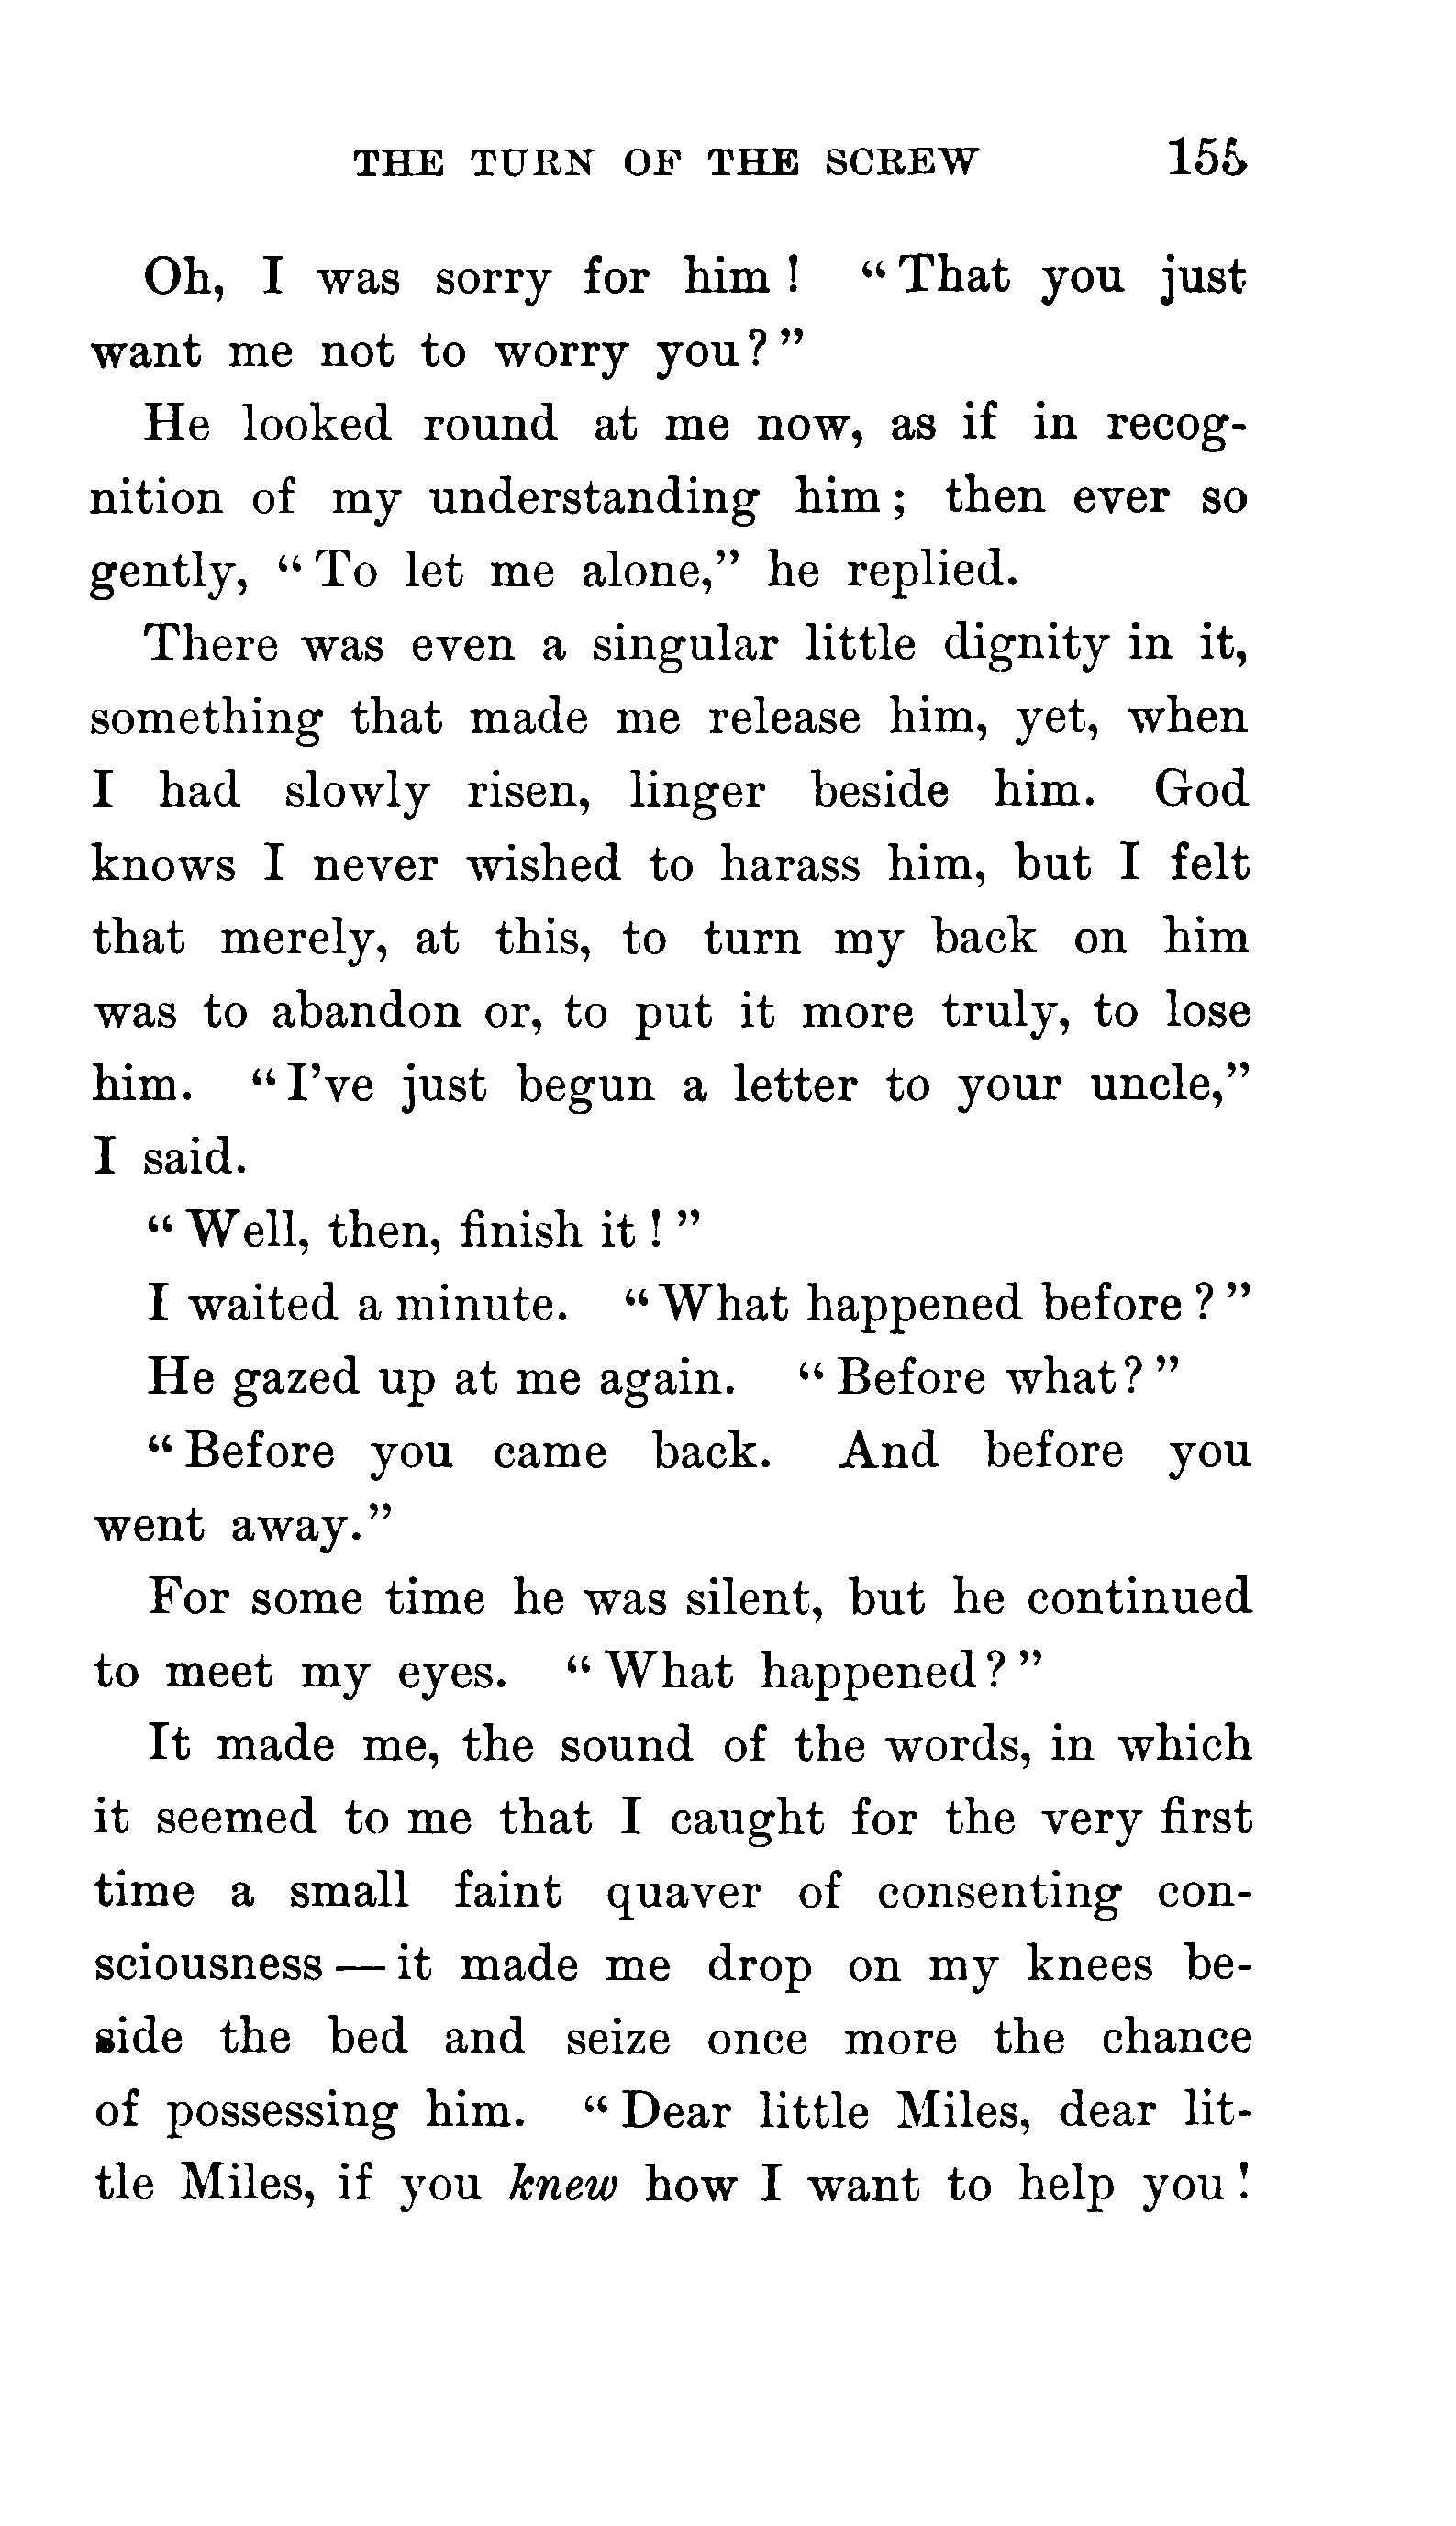 THE TURN OF THE SCREW 155
Oh, I was sorry for him! "That you just
want me not to worry you?"
He looked round at me now, as if in recog-
nition of my understanding him; then ever so
gently, "To let me alone," he replied.
There was even a singular little dignity in it,
something that made me release him, yet, when
I had slowly risen, linger beside him. God
knows I never wished to harass him, but I felt
that merely, at this, to turn my back on him
was to abandon or, to put it more truly, to lose
him. "I've just begun a letter to your uncle,"
I said.
"Well, then, finish it!"
I waited a minute. "What happened before?"
He gazed up at me again. "Before what?"
"Before you came back. And before you
went away."
For some time he was silent, but he continued
to meet my eyes. "What happened?"
It made me, the sound of the words, in which
it seemed to me that I caught for the very first
time a small faint quaver of consenting con-
sciousness — it made me drop on my knees be-
side the bed and seize once more the chance
of possessing him. "Dear little Miles, dear lit-
tle Miles, if you knew how I want to help you!